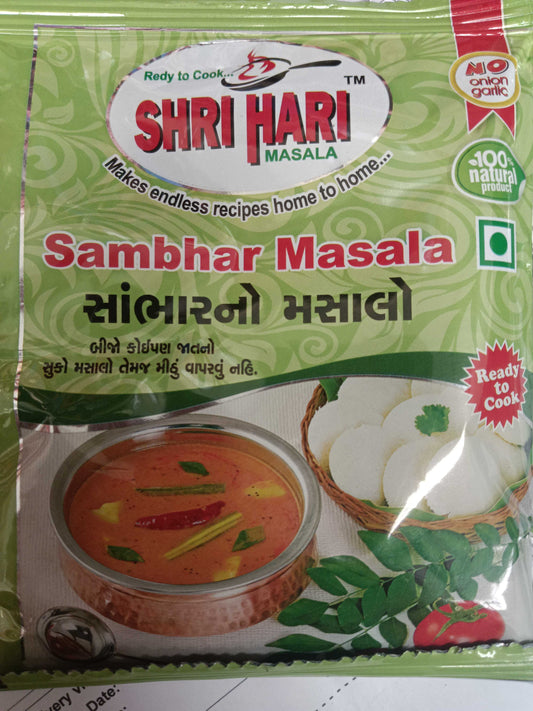 Redy to Cook...
SHRI HARI TM
MASALA
Makes endless recipes home to home...
NO
onion
garlic
100%
natural
product
Sambhar Masala
સાંભારનો મસાલો
બીજો કોઈપણ જાતનો
સુકો મસાલો તેમજ મીઠું વાપરવું નહિ.
Ready
to
Cook
Date: